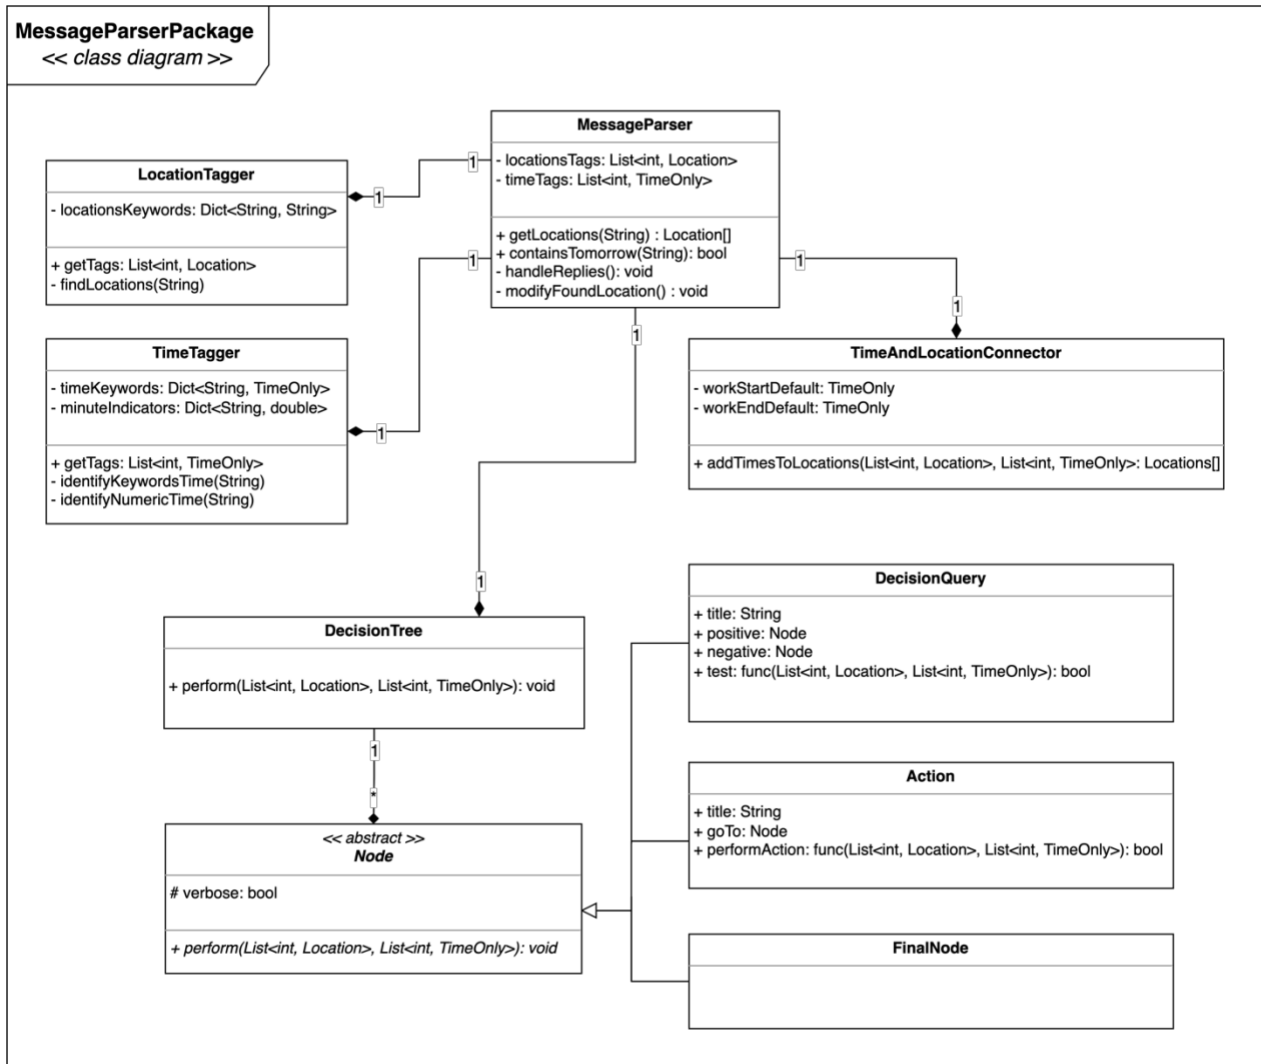 MessageParserPackage
<< class diagram >>
MessageParser
- locationsTags: List<int, Location>
- timeTags: List<int, TimeOnly>
+ getLocations(String) : Location[]
+ containsTomorrow(String): bool
- handleReplies(): void
- modifyFoundLocation() : void
1
1
1
1
LocationTagger
- locationsKeywords: Dict<String, String>
+ getTags: List<int, Location>
- findLocations(String)
1
TimeTagger
- timeKeywords: Dict<String, TimeOnly>
- minuteIndicators: Dict<String, double>
+ getTags: List<int, TimeOnly>
- identifyKeywordsTime(String)
- identifyNumericTime(String)
1
1
TimeAndLocationConnector
- workStartDefault: TimeOnly
- workEndDefault: TimeOnly
+ addTimesToLocations(List<int, Location>, List<int, TimeOnly>: Locations[]
1
DecisionTree
+ perform(List<int, Location>, List<int, TimeOnly>): void
1
*
<< abstract >>
Node
# verbose: bool
+ perform(List<int, Location>, List<int, TimeOnly>): void
DecisionQuery
+ title: String
+ positive: Node
+ negative: Node
+ test: func(List<int, Location>, List<int, TimeOnly>): bool
Action
+ title: String
+ goTo: Node
+ performAction: func(List<int, Location>, List<int, TimeOnly>): bool
FinalNode